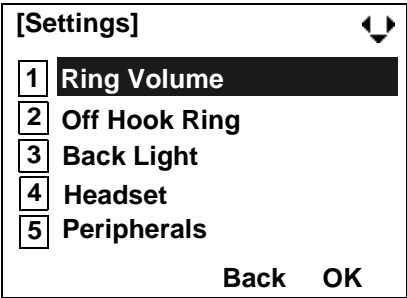 [Settings]
1 Ring Volume
2 Off Hook Ring
3 Back Light
4 Headset
5 Peripherals
Back OK